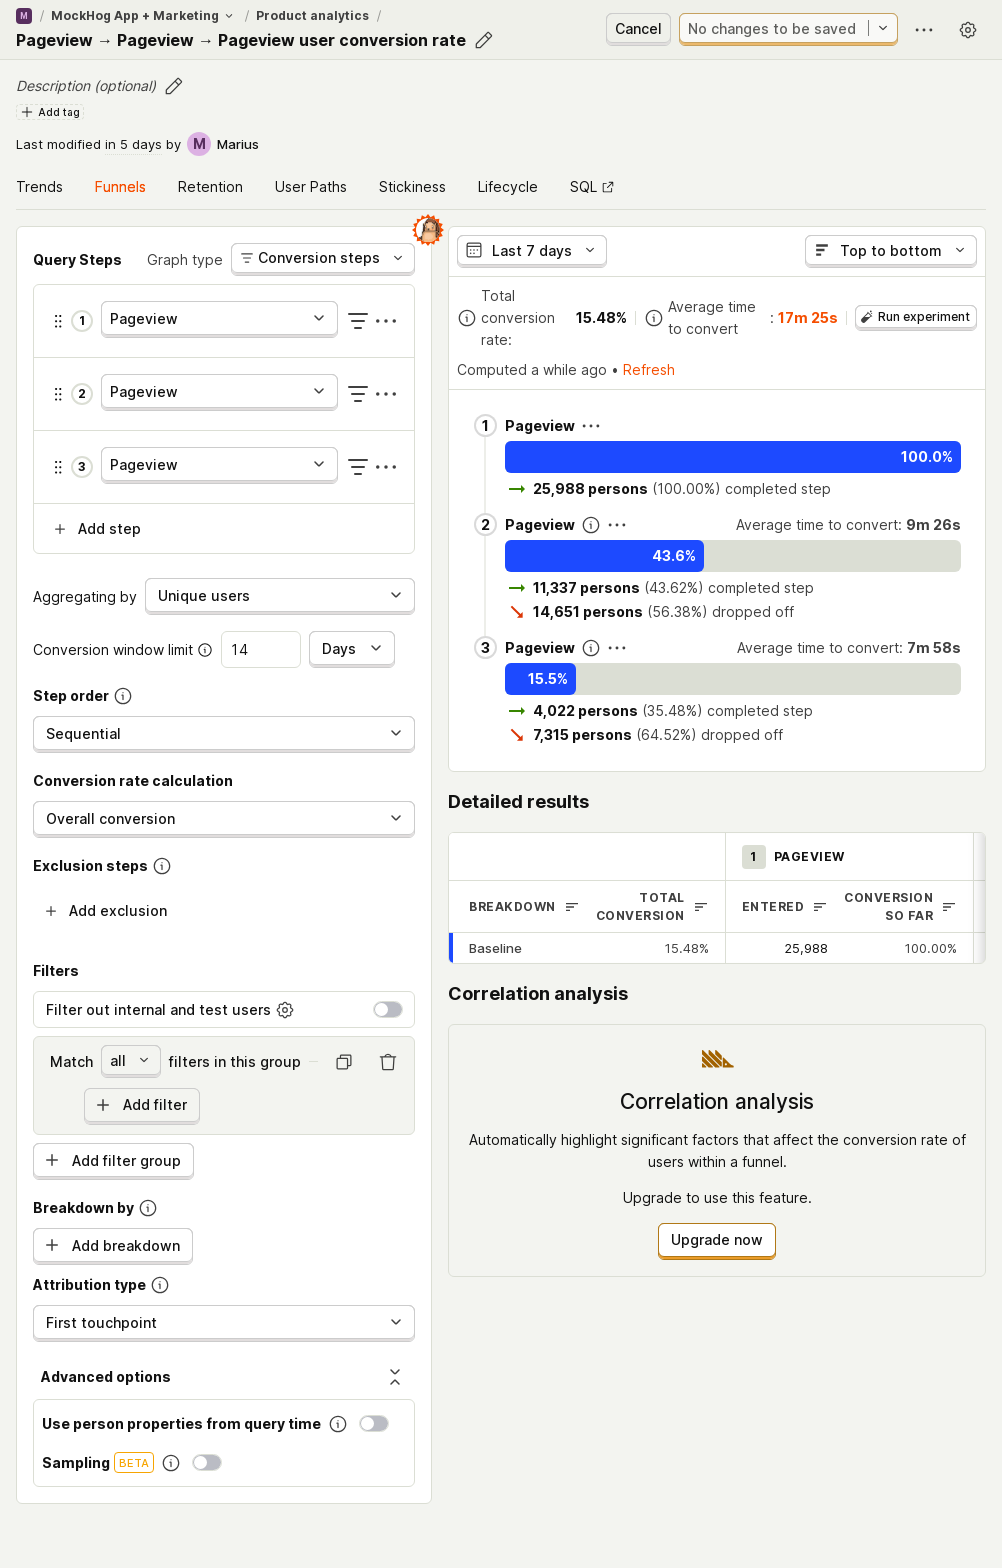 M / MockHog App + Marketing / Product analytics /
Pageview → Pageview → Pageview user conversion rate
Cancel
No changes to be saved
Description (optional)
Add tag
Last modified in 5 days by M Marius
Trends Funnels Retention User Paths Stickiness Lifecycle SQL
Query Steps Graph type Conversion steps
1 Pageview
2 Pageview
3 Pageview
+ Add step
Aggregating by Unique users
Conversion window limit 14 Days
Step order
Sequential
Conversion rate calculation
Overall conversion
Exclusion steps
+ Add exclusion
Filters
Filter out internal and test users
Match all filters in this group
+ Add filter
+ Add filter group
Breakdown by
+ Add breakdown
Attribution type
First touchpoint
Advanced options
Use person properties from query time
Sampling BETA
Last 7 days Top to bottom
Total
conversion
rate:
15.48%
Average time
to convert
: 17m 25s
Run experiment
Computed a while ago • Refresh
1 Pageview
100.0%
→ 25,988 persons (100.00%) completed step
2 Pageview Average time to convert: 9m 26s
43.6%
→ 11,337 persons (43.62%) completed step
↘ 14,651 persons (56.38%) dropped off
3 Pageview Average time to convert: 7m 58s
15.5%
→ 4,022 persons (35.48%) completed step
↘ 7,315 persons (64.52%) dropped off
Detailed results
1 PAGEVIEW
BREAKDOWN
TOTAL
CONVERSION
ENTERED
CONVERSION
SO FAR
Baseline 15.48% 25,988 100.00%
Correlation analysis
Correlation analysis
Automatically highlight significant factors that affect the conversion rate of
users within a funnel.
Upgrade to use this feature.
Upgrade now